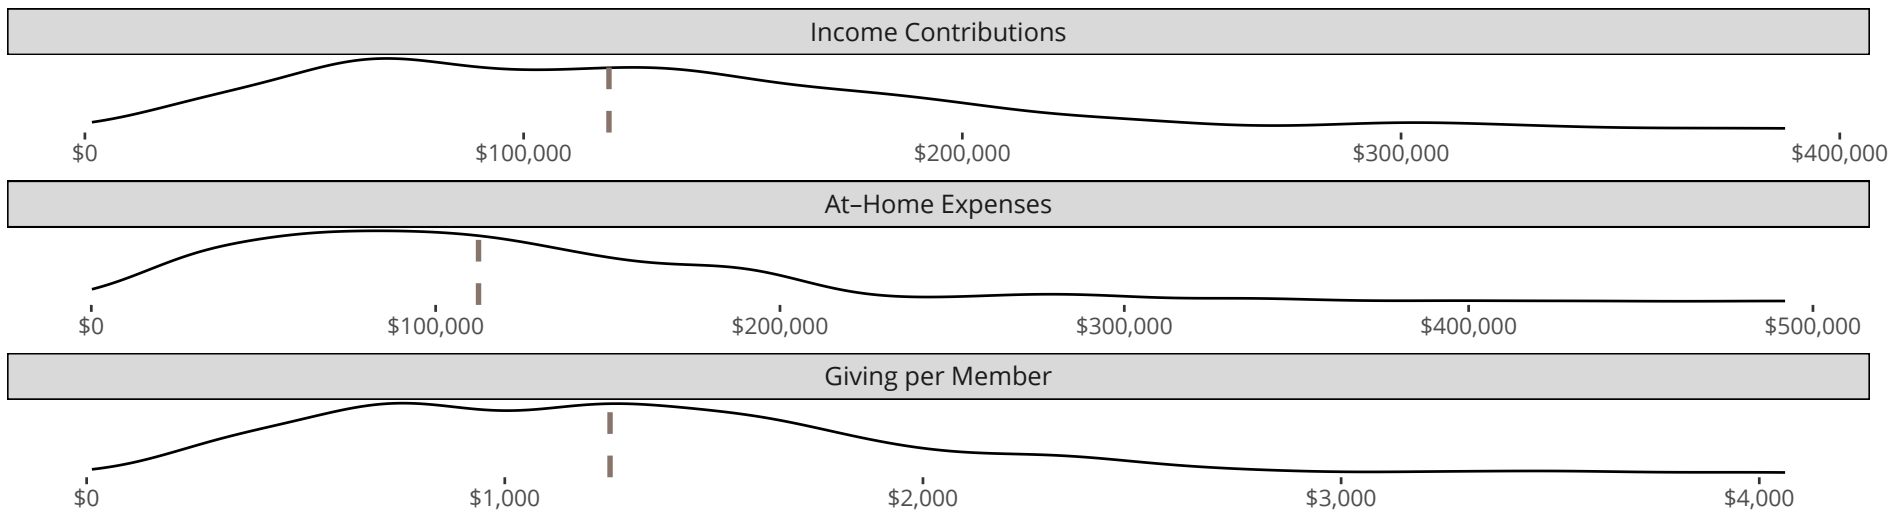 Income Contributions
$0 $100,000 $200,000 $300,000 $400,000
At–Home Expenses
$0 $100,000 $200,000 $300,000 $400,000 $500,000
Giving per Member
$0 $1,000 $2,000 $3,000 $4,000